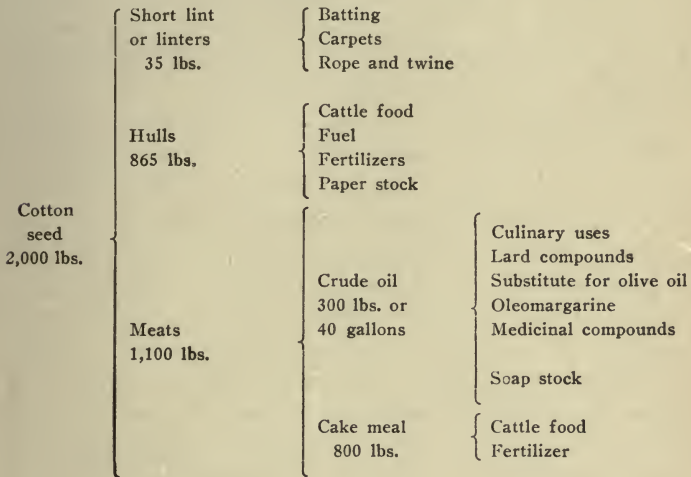 Short lint
or linters
35 lbs.
Batting
Carpets
Rope and twine
Hulls
865 lbs.
Cattle food
Fuel
Fertilizers
Paper stock
Cotton
seed
2,000 lbs.
Meats
1,100 lbs.
Crude oil
300 lbs. or
40 gallons
Culinary uses
Lard compounds
Substitute for olive oil
Oleomargarine
Medicinal compounds
Soap stock
Cake meal
800 lbs.
Cattle food
Fertilizer